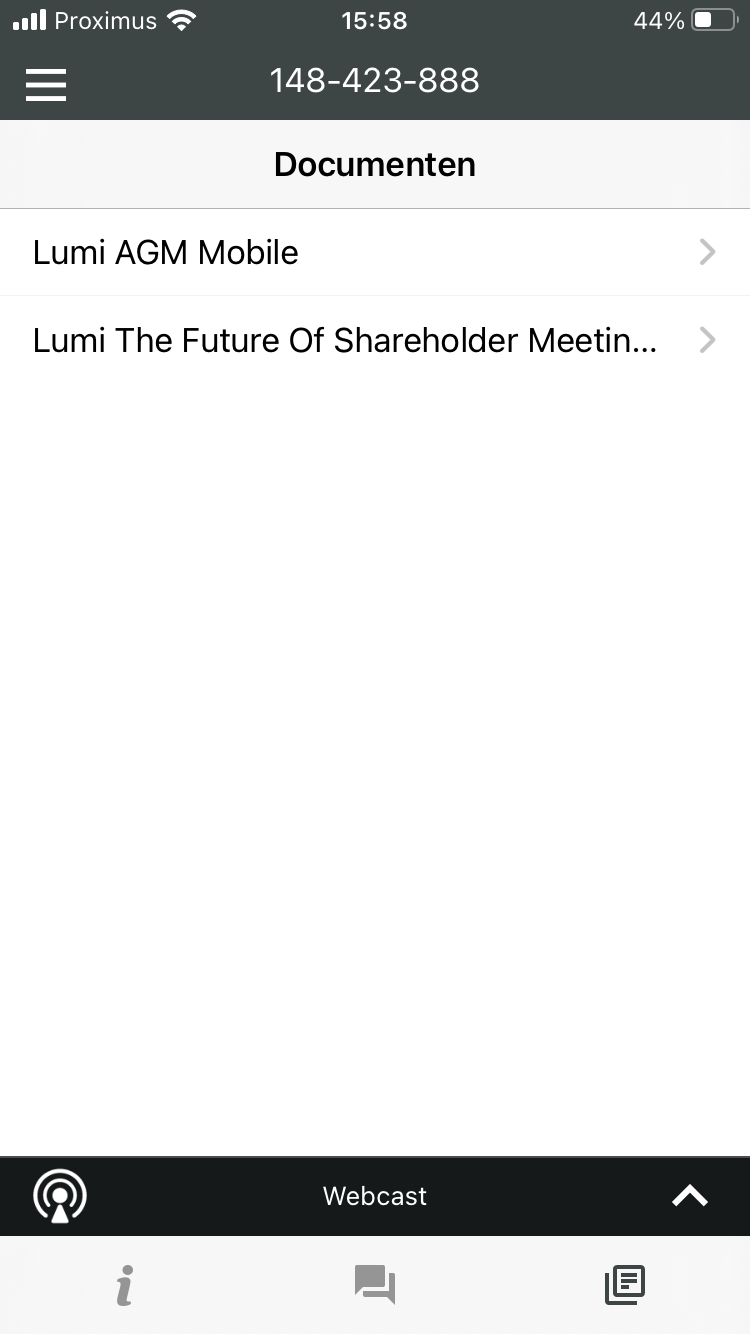 Proximus 15:58 44%
148-423-888
Documenten
Lumi AGM Mobile
Lumi The Future Of Shareholder Meetin...
Webcast